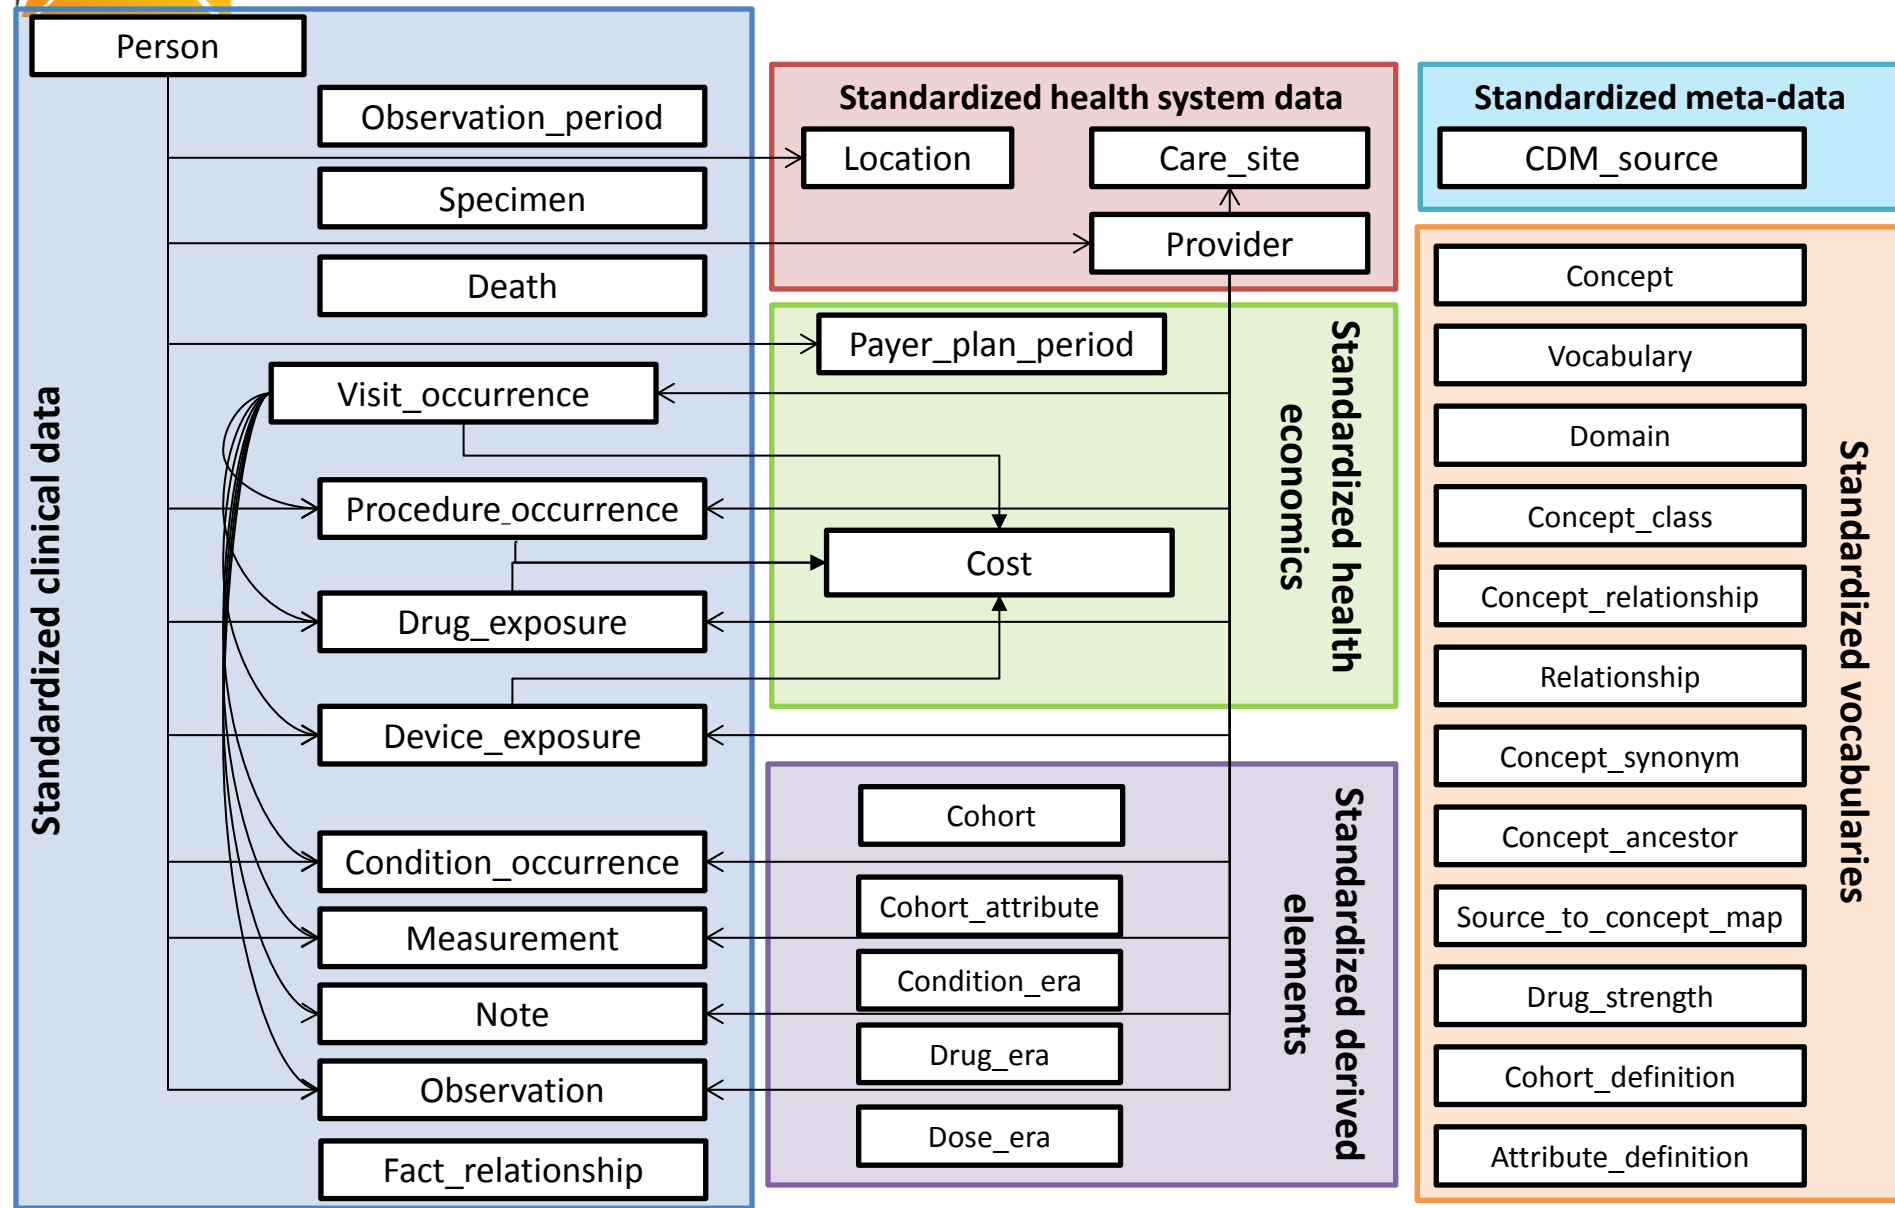 Person
Observation_period
Specimen
Death
Visit_occurrence
Procedure_occurrence
Drug_exposure
Device_exposure
Condition_occurrence
Measurement
Note
Observation
Fact_relationship
Standardized clinical data
Standardized health system data
Location
Care_site
Provider
Payer_plan_period
Cost
Standardized health
economics
Cohort
Cohort_attribute
Condition_era
Drug_era
Dose_era
Standardized derived
elements
Standardized meta-data
CDM_source
Concept
Vocabulary
Domain
Concept_class
Concept_relationship
Relationship
Concept_synonym
Concept_ancestor
Source_to_concept_map
Drug_strength
Cohort_definition
Attribute_definition
Standardized vocabularies